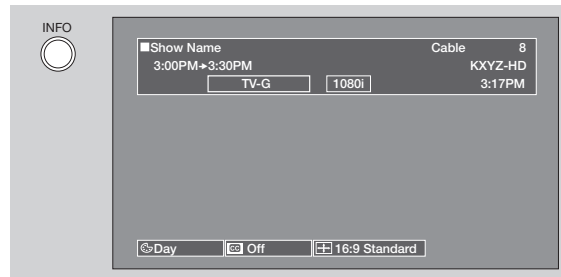 INFO
■Show Name Cable 8
3:00PM→3:30PM KXYZ-HD
TV-G 1080i 3:17PM
Day CC Off 16:9 Standard